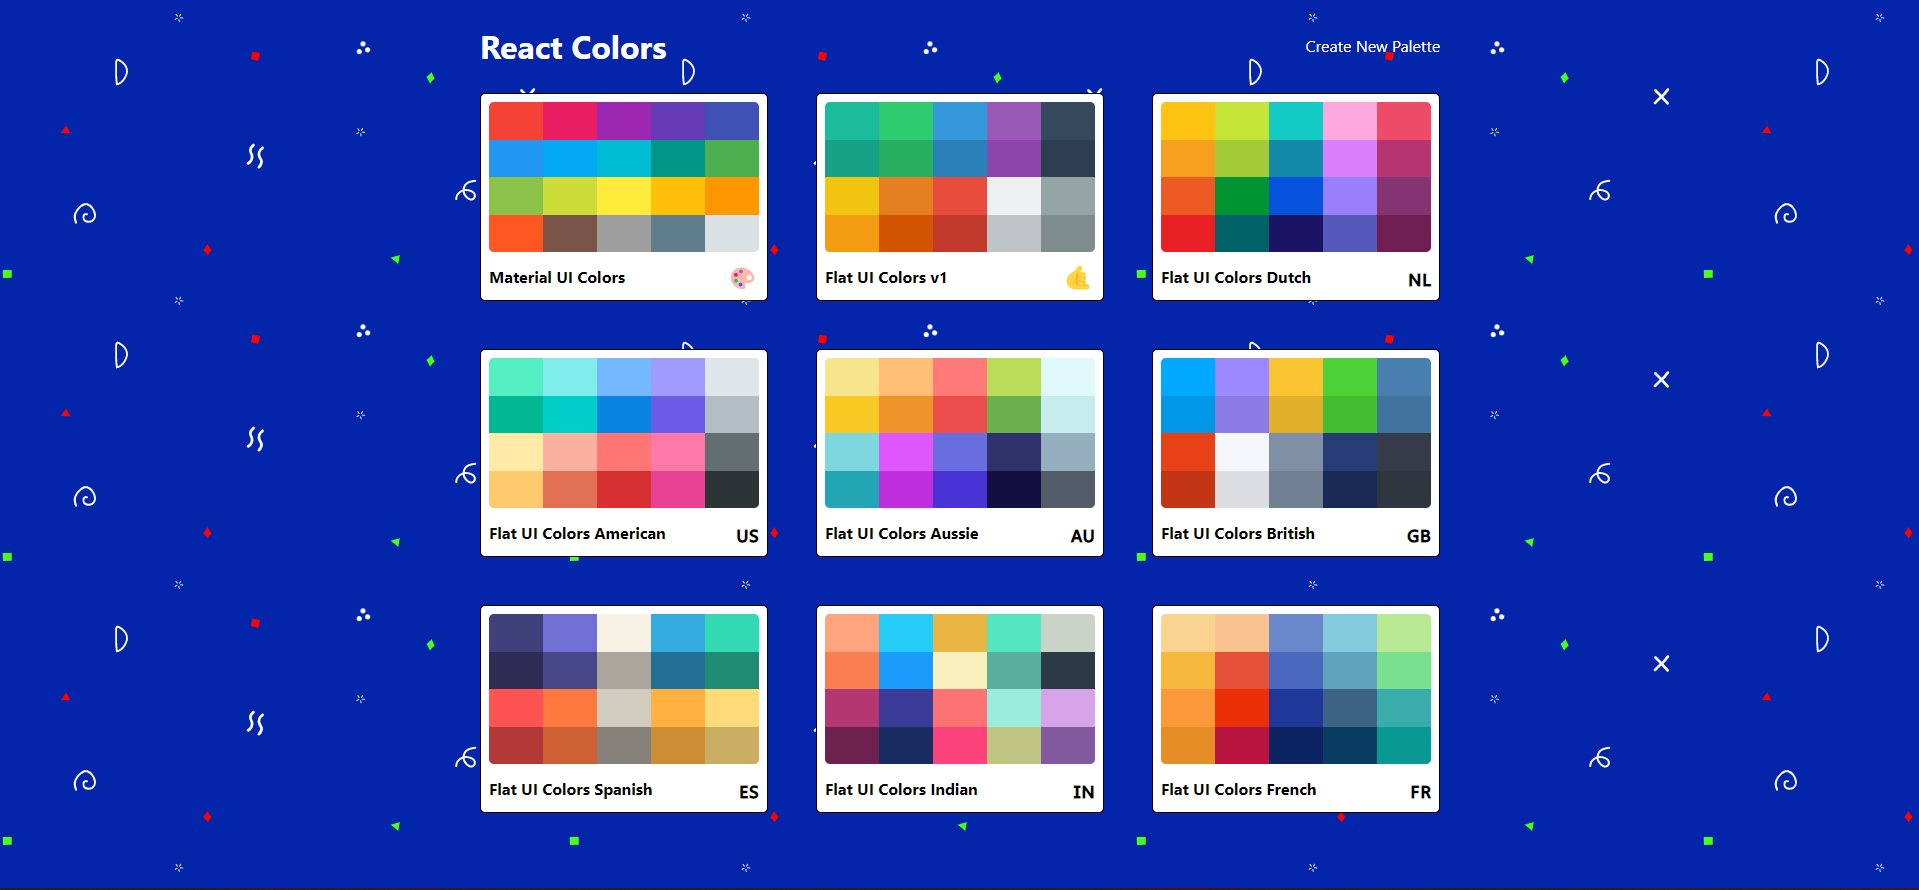 React Colors
Create New Palette
Material UI Colors
Flat UI Colors v1
Flat UI Colors Dutch NL
Flat UI Colors American US
Flat UI Colors Aussie AU
Flat UI Colors British GB
Flat UI Colors Spanish ES
Flat UI Colors Indian IN
Flat UI Colors French FR